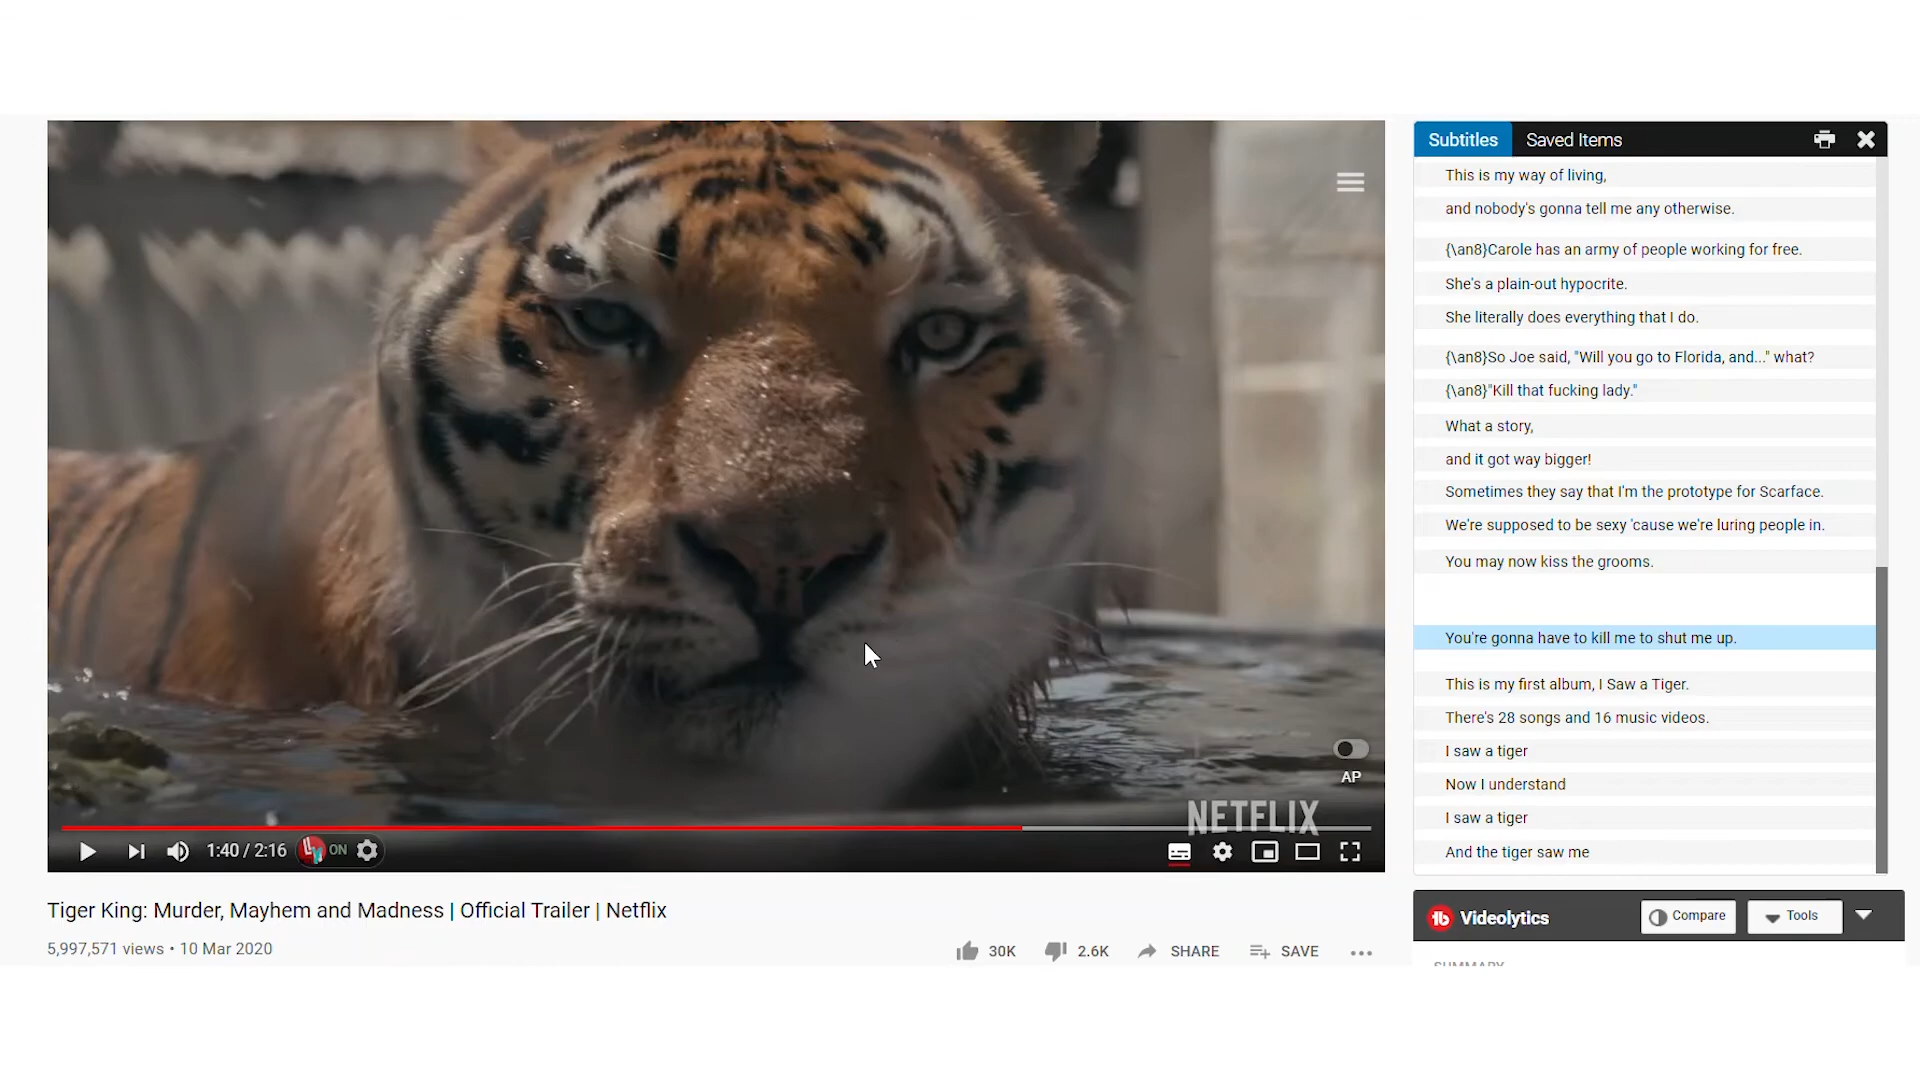 Subtitles Saved Items
This is my way of living,
and nobody's gonna tell me any otherwise.
{\an8}Carole has an army of people working for free.
She's a plain-out hypocrite.
She literally does everything that I do.
{\an8}So Joe said, "Will you go to Florida, and..." what?
{\an8}"Kill that fucking lady."
What a story,
and it got way bigger!
Sometimes they say that I'm the prototype for Scarface.
We're supposed to be sexy 'cause we're luring people in.
You may now kiss the grooms.
You're gonna have to kill me to shut me up.
This is my first album, I Saw a Tiger.
There's 28 songs and 16 music videos.
I saw a tiger
Now I understand
I saw a tiger
And the tiger saw me
AP
NETFLIX
1:40 / 2:16 ON
Tiger King: Murder, Mayhem and Madness | Official Trailer | Netflix
5,997,571 views • 10 Mar 2020
30K 2.6K SHARE SAVE
Videolytics Compare Tools
SUMMARY